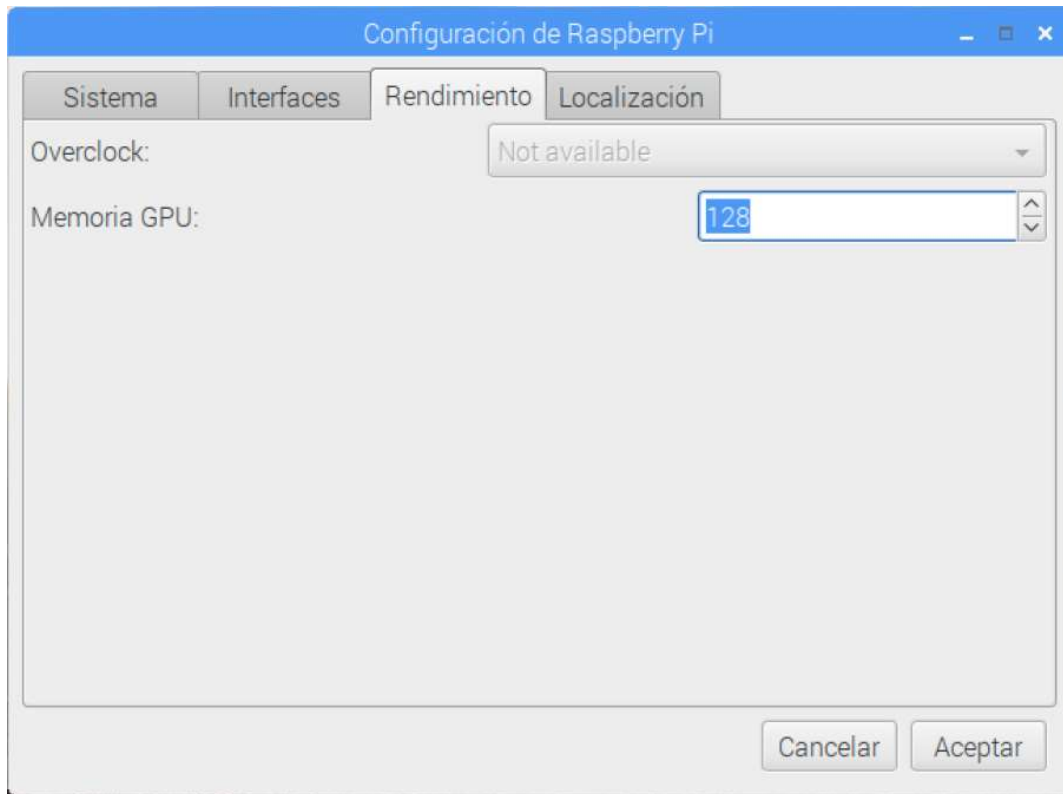 Configuración de Raspberry Pi
Sistema Interfaces Rendimiento Localización
Overclock: Not available
Memoria GPU: 128
Cancelar Aceptar